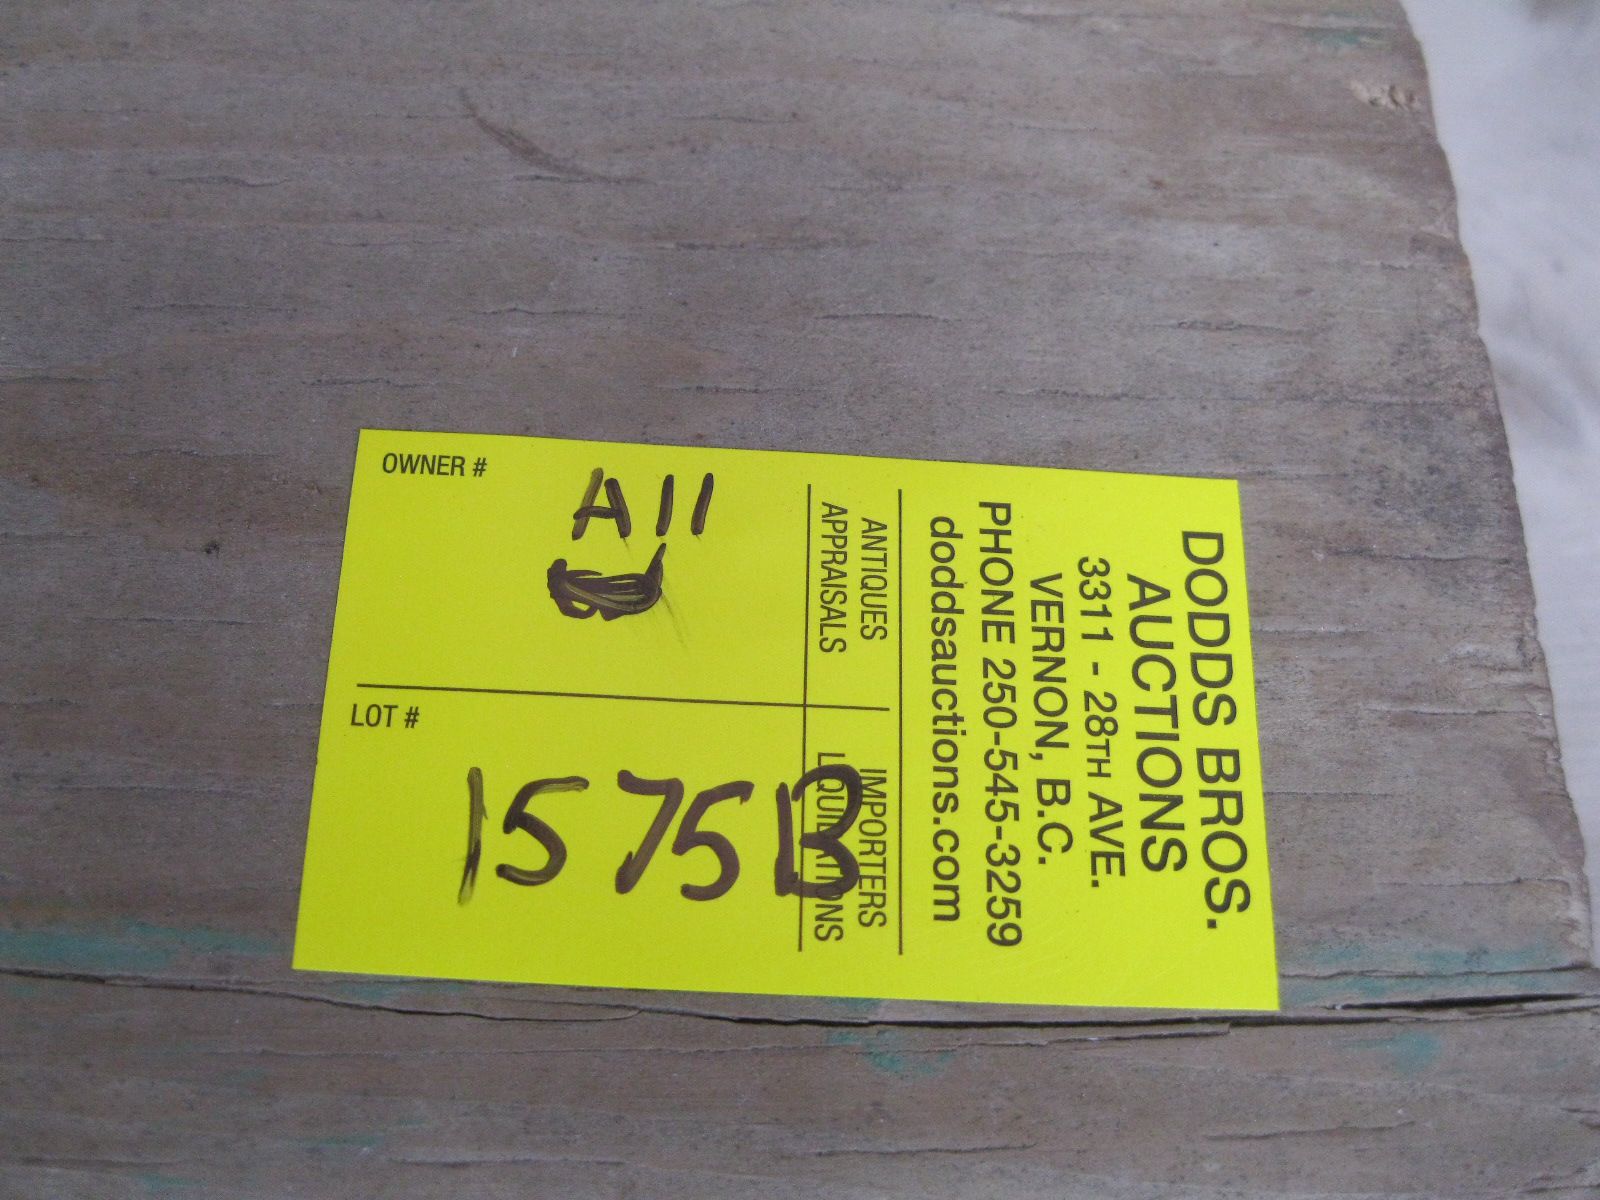 DODDS BROS.
AUCTIONS
3311 - 28TH AVE.
VERNON, B.C.
PHONE 250-545-3259
doddsauctions.com
ANTIQUES
APPRAISALS
IMPORTERS
LIQUIDATIONS
OWNER #
A11
LOT #
1575B